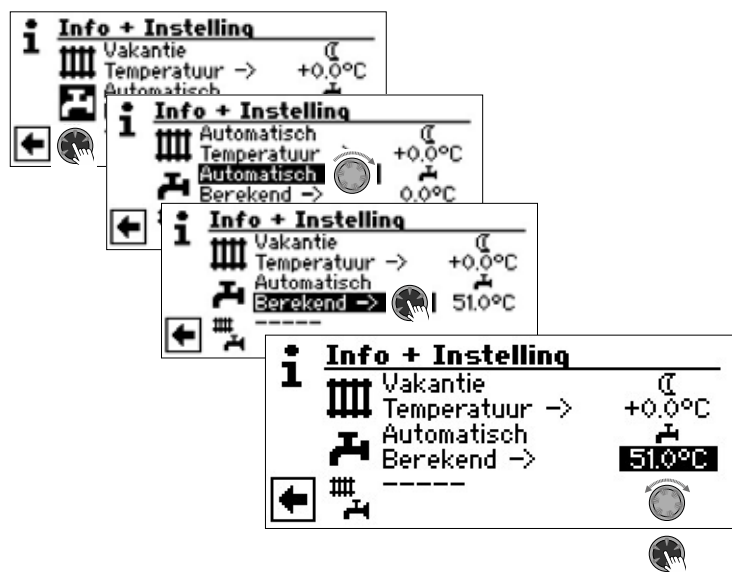 i Info + Instelling
Vakantie
Temperatuur -> +0.0°C
Automatisch
i Info + Instelling
Automatisch
Temperatuur +0.0°C
Automatisch
Berekend -> 0.0°C
i Info + Instelling
Vakantie
Temperatuur -> +0.0°C
Automatisch
Berekend -> 51.0°C
-----
i Info + Instelling
Vakantie
Temperatuur -> +0.0°C
Automatisch
Berekend -> 51.0°C
-----